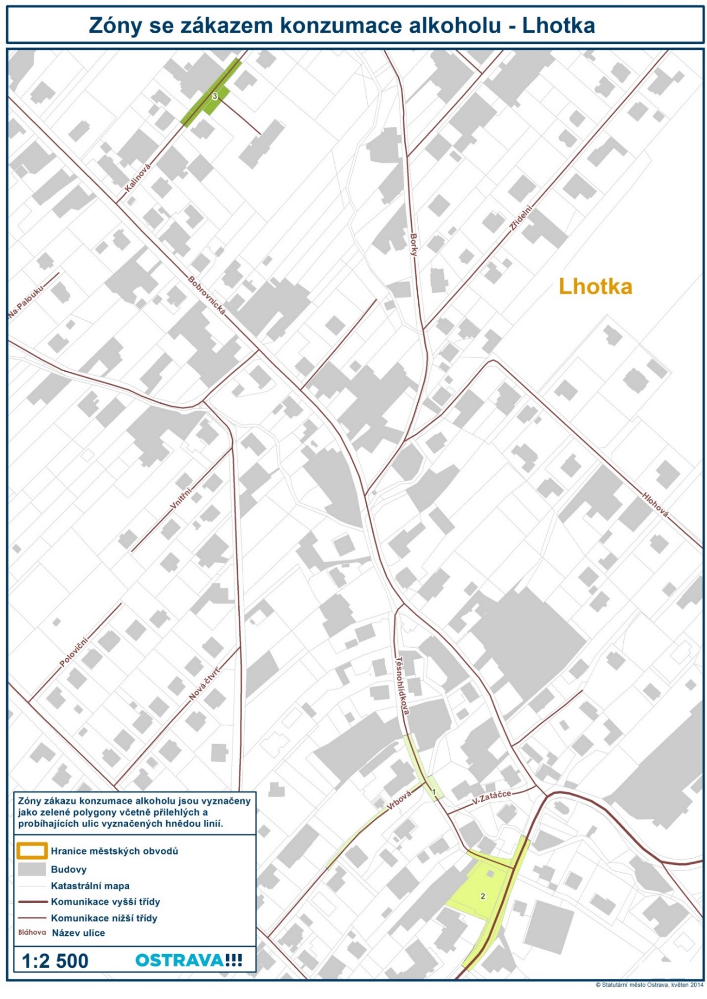 Zóny se zákazem konzumace alkoholu - Lhotka
3
Kalinová
Borky
Zřídelní
Lhotka
Na Palouku
Bobrovnická
Vnitřní
Hlohová
Poloviční
Nová čtvrť
Těsnohlídkova
1
Vrbová
V Zatáčce
2
Zóny zákazu konzumace alkoholu jsou vyznačeny
jako zelené polygony včetně přilehlých a
probíhajících ulic vyznačených hnědou linií.
Hranice městských obvodů
Budovy
Katastrální mapa
Komunikace vyšší třídy
Komunikace nižší třídy
Bláhova Název ulice
1:2 500 OSTRAVA!!!
© Statutární město Ostrava, květen 2014